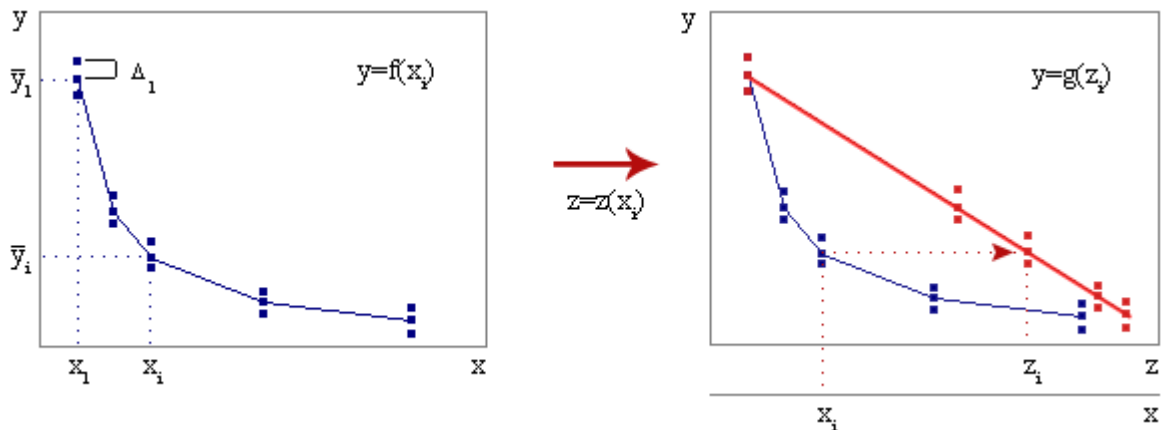 y
ȳ₁
Δ₁
y=f(xᵢ)
ȳᵢ
x₁
xᵢ
x
z=z(xᵢ)
y
y=g(zᵢ)
zᵢ
z
xᵢ
x